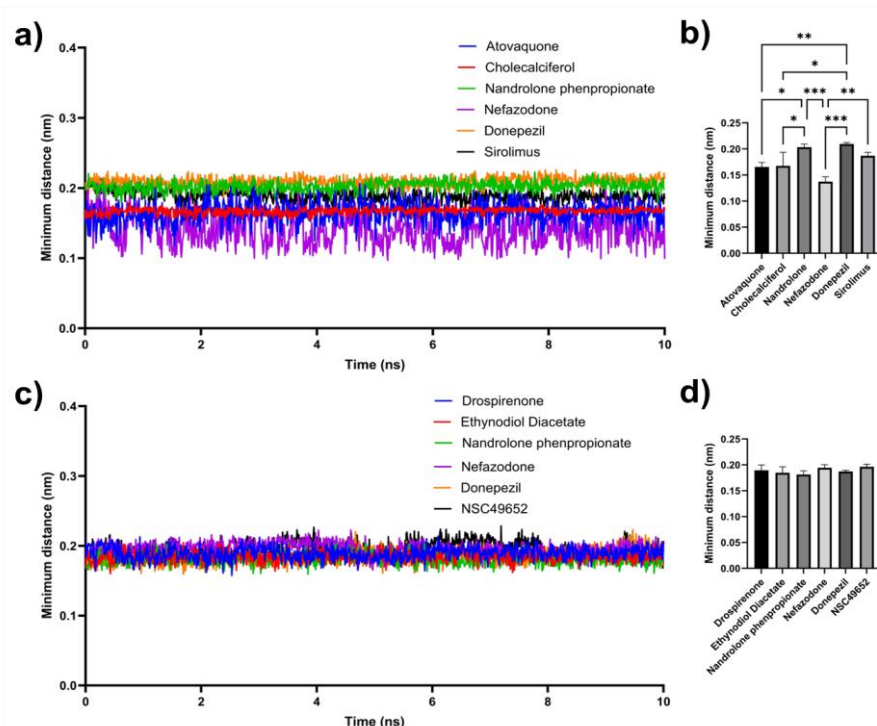 a)
Minimum distance (nm)
0.4
0.3
0.2
0.1
0.0
0
2
4
6
8
10
Time (ns)
Atovaquone
Cholecalciferol
Nandrolone phenpropionate
Nefazodone
Donepezil
Sirolimus
b)
Minimum distance (nm)
0.25
0.20
0.15
0.10
0.05
0.00
**
*
* *** **
* ***
Atovaquone
Cholecalciferol
Nandrolone
Nefazodone
Donepezil
Sirolimus
c)
Minimum distance (nm)
0.4
0.3
0.2
0.1
0.0
0
2
4
6
8
10
Time (ns)
Drospirenone
Ethynodiol Diacetate
Nandrolone phenpropionate
Nefazodone
Donepezil
NSC49652
d)
Minimum distance (nm)
0.25
0.20
0.15
0.10
0.05
0.00
Drospirenone
Ethynodiol Diacetate
Nandrolone phenpropionate
Nefazodone
Donepezil
NSC49652